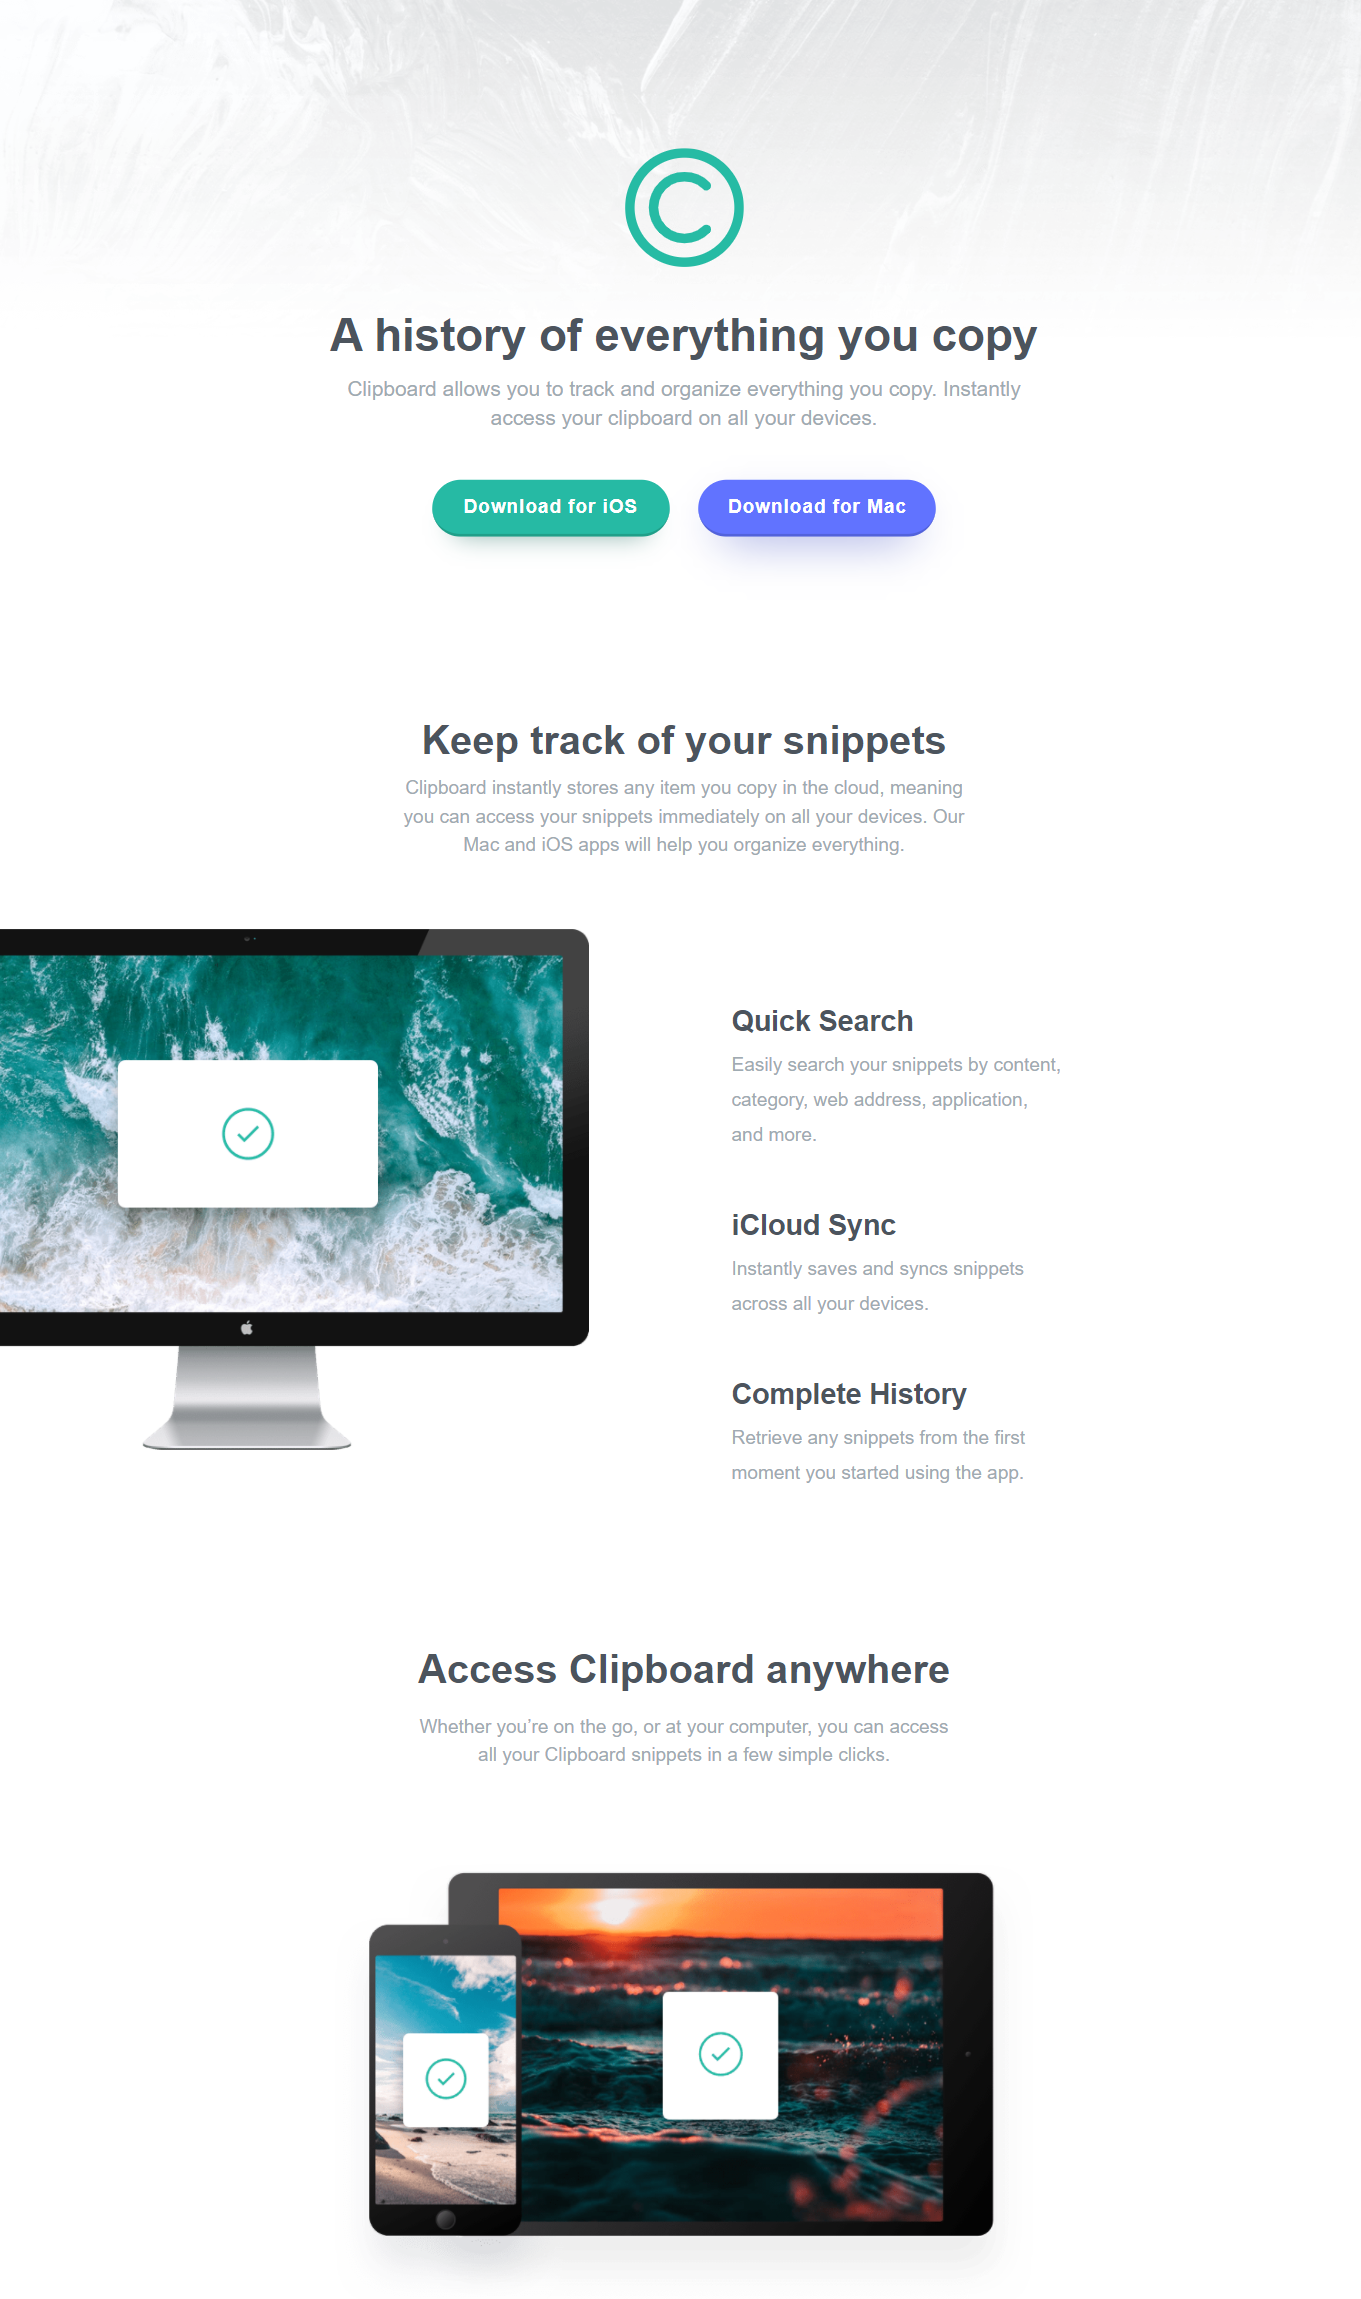 A history of everything you copy
Clipboard allows you to track and organize everything you copy. Instantly
access your clipboard on all your devices.
Download for iOS
Download for Mac
Keep track of your snippets
Clipboard instantly stores any item you copy in the cloud, meaning
you can access your snippets immediately on all your devices. Our
Mac and iOS apps will help you organize everything.
Quick Search
Easily search your snippets by content,
category, web address, application,
and more.
iCloud Sync
Instantly saves and syncs snippets
across all your devices.
Complete History
Retrieve any snippets from the first
moment you started using the app.
Access Clipboard anywhere
Whether you’re on the go, or at your computer, you can access
all your Clipboard snippets in a few simple clicks.